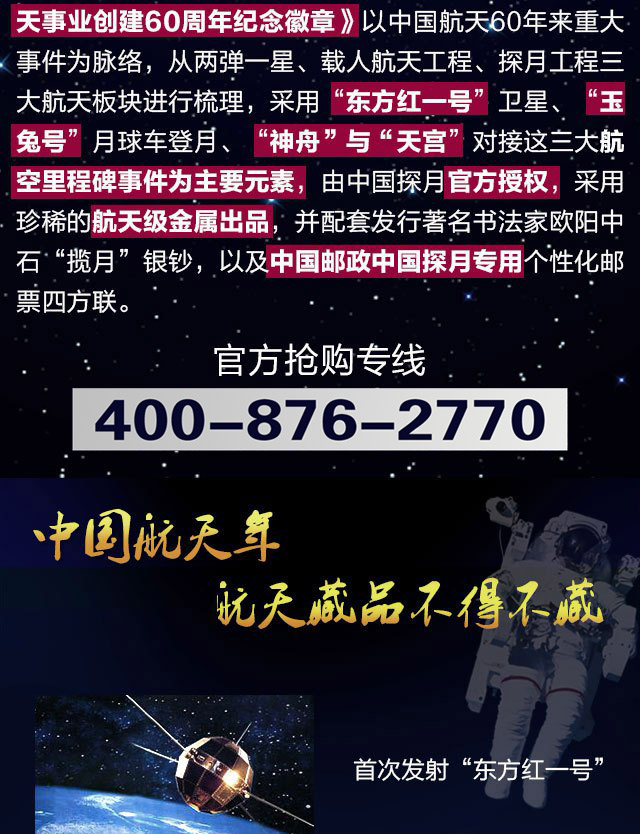 天事业创建60周年纪念徽章》以中国航天60年来重大
事件为脉络，从两弹一星、载人航天工程、探月工程三
大航天板块进行梳理，采用“东方红一号”卫星、“玉
兔号”月球车登月、“神舟”与“天宫”对接这三大航
空里程碑事件为主要元素，由中国探月官方授权，采用
珍稀的航天级金属出品，并配套发行著名书法家欧阳中
石“揽月”银钞，以及中国邮政中国探月专用个性化邮
票四方联。
官方抢购专线
400-876-2770
中国航天年
航天藏品不得不藏
首次发射“东方红一号”